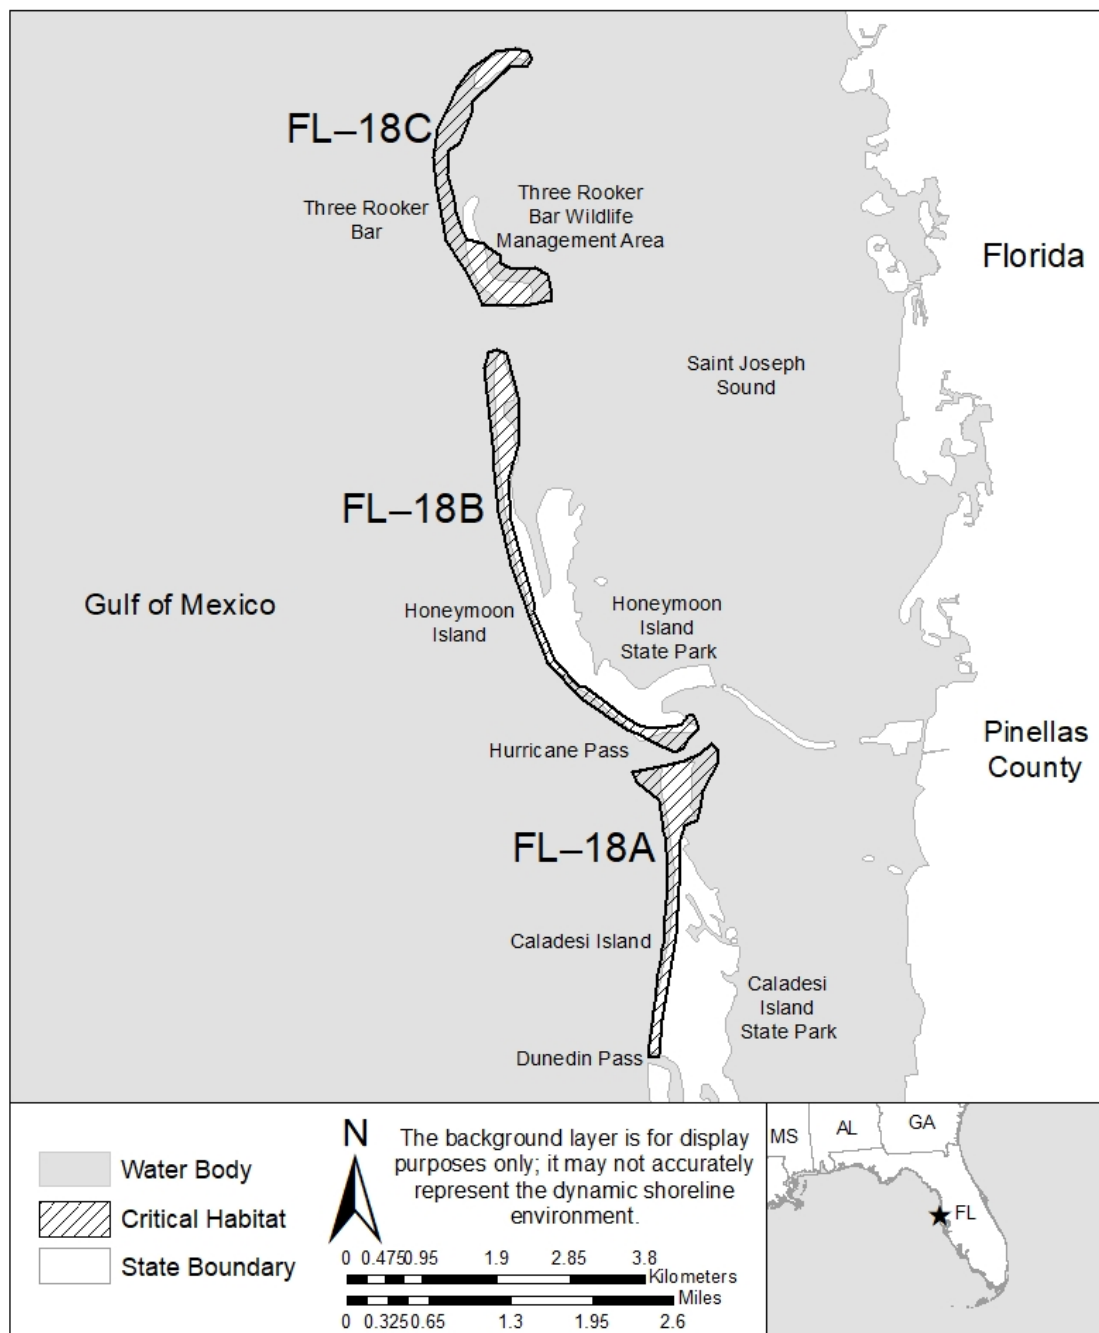 FL–18C
Three Rooker
Bar
Three Rooker
Bar Wildlife
Management Area
Florida
Saint Joseph
Sound
FL–18B
Gulf of Mexico
Honeymoon
Island
Honeymoon
Island
State Park
Hurricane Pass
Pinellas
County
FL–18A
Caladesi Island
Caladesi
Island
State Park
Dunedin Pass
Water Body
Critical Habitat
State Boundary
N
The background layer is for display
purposes only; it may not accurately
represent the dynamic shoreline
environment.
0 0.475 0.95 1.9 2.85 3.8
Kilometers
Miles
0 0.325 0.65 1.3 1.95 2.6
MS AL GA
FL